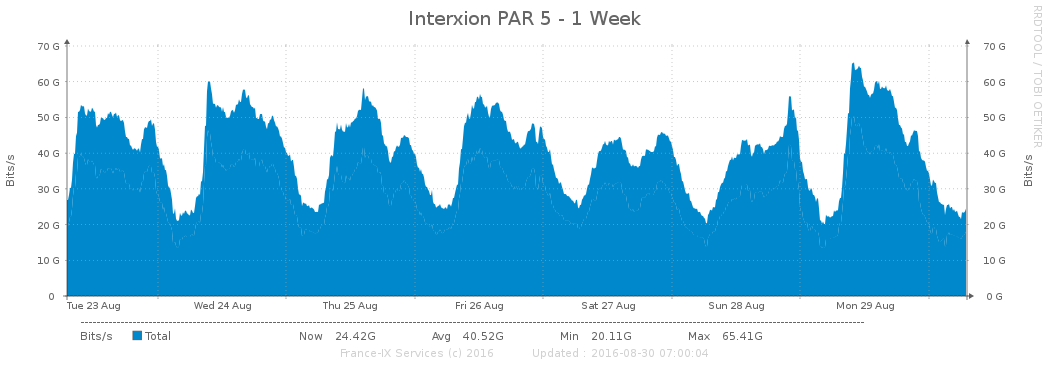 Interxion PAR 5 - 1 Week
RRDTOOL / TOBI OETIKER
Bits/s
70 G 70 G
60 G 60 G
50 G 50 G
40 G 40 G
30 G 30 G
20 G 20 G
10 G 10 G
0 0 G
Bits/s
Tue 23 Aug Wed 24 Aug Thu 25 Aug Fri 26 Aug Sat 27 Aug Sun 28 Aug Mon 29 Aug
Bits/s Total Now 24.42G Avg 40.52G Min 20.11G Max 65.41G
France-IX Services (c) 2016 Updated : 2016-08-30 07:00:04